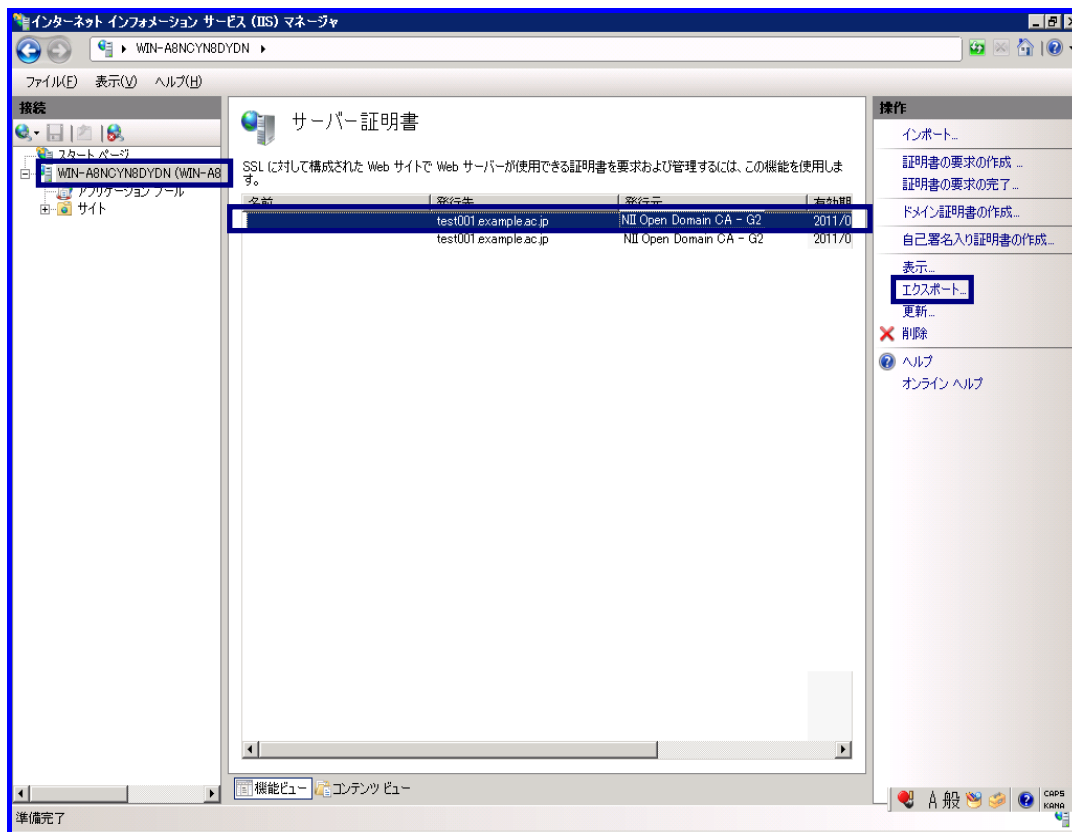 インターネット インフォメーション サービス (IIS) マネージャ
WIN-A8NCYN8DYDN
ファイル(F) 表示(V) ヘルプ(H)
接続
スタート ページ
WIN-A8NCYN8DYDN (WIN-A8
アプリケーション プール
サイト
サーバー証明書
SSL に対して構成された Web サイトで Web サーバーが使用できる証明書を要求および管理するには、この機能を使用しま
す。
名前 発行先 発行元 有効期
test001.example.ac.jp NII Open Domain CA - G2 2011/0
test001.example.ac.jp NII Open Domain CA - G2 2011/0
機能ビュー コンテンツ ビュー
操作
インポート...
証明書の要求の作成 ...
証明書の要求の完了...
ドメイン証明書の作成...
自己署名入り証明書の作成...
表示...
エクスポート...
更新...
削除
ヘルプ
オンライン ヘルプ
準備完了
A 般 CAPS
KANA